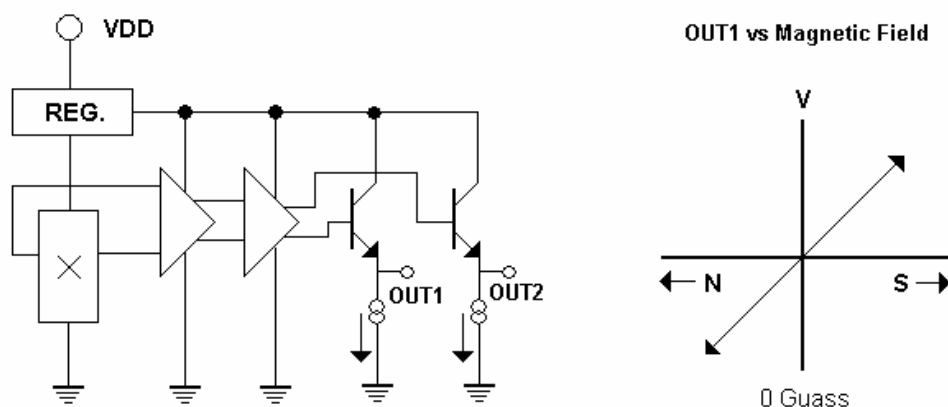 VDD
REG.
OUT1
OUT2
OUT1 vs Magnetic Field
V
N
S
0 Guass